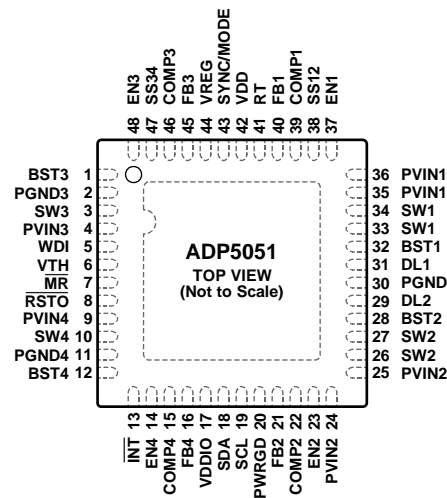 48 EN3
47 SS34
46 COMP3
45 FB3
44 VREG
43 SYNC/MODE
42 VDD
41 RT
40 FB1
39 COMP1
38 SS12
37 EN1
BST3 1
PGND3 2
SW3 3
PVIN3 4
WDI 5
VTH 6
MR 7
RSTO 8
PVIN4 9
SW4 10
PGND4 11
BST4 12
ADP5051
TOP VIEW
(Not to Scale)
36 PVIN1
35 PVIN1
34 SW1
33 SW1
32 BST1
31 DL1
30 PGND
29 DL2
28 BST2
27 SW2
26 SW2
25 PVIN2
INT 13
EN4 14
COMP4 15
FB4 16
VDDIO 17
SDA 18
SCL 19
PWRGD 20
FB2 21
COMP2 22
EN2 23
PVIN2 24